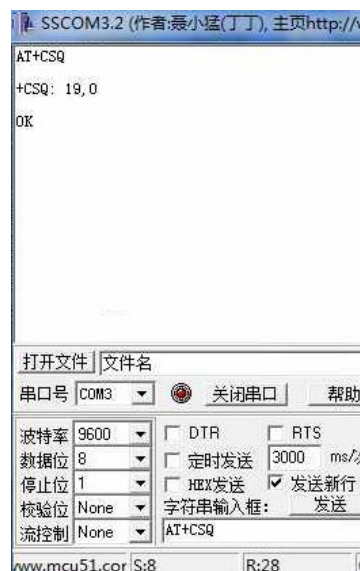 SSCOM3.2 (作者:聂小猛(丁丁), 主页http://
AT+CSQ
+CSQ: 19,0
OK
打开文件 文件名
串口号 COM3 关闭串口 帮助
波特率 9600 DTR RTS
数据位 8 定时发送 3000 ms/
停止位 1 HEX发送 发送新行
校验位 None 字符串输入框: 发送
流控制 None AT+CSQ
www.mcu51.cor S:8 R:28